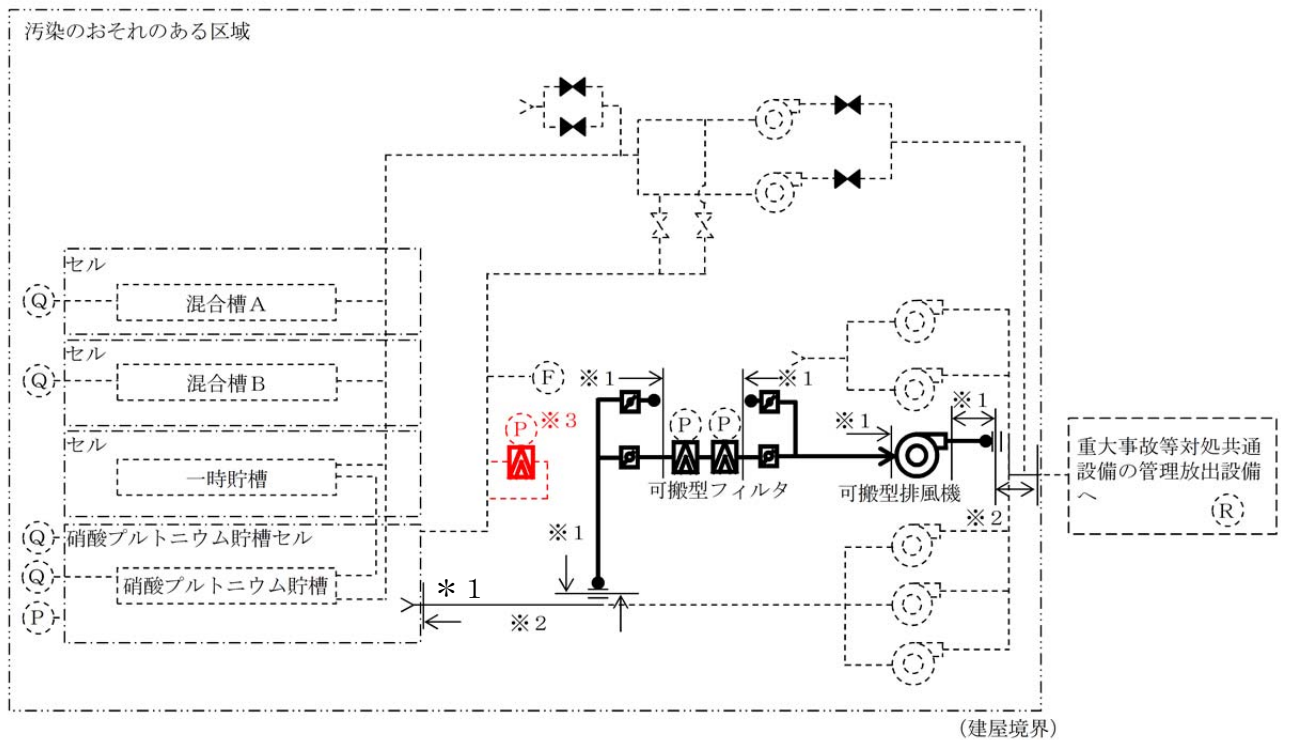 汚染のおそれのある区域
セル
Q
混合槽A
セル
Q
混合槽B
セル
一時貯槽
Q
硝酸プルトニウム貯槽セル
Q
硝酸プルトニウム貯槽
P
F
P
※3
※1
※1
P
P
可搬型フィルタ
※1
可搬型排風機
※1
※2
※1
*1
※2
重大事故等対処共通
設備の管理放出設備
へ
R
(建屋境界)